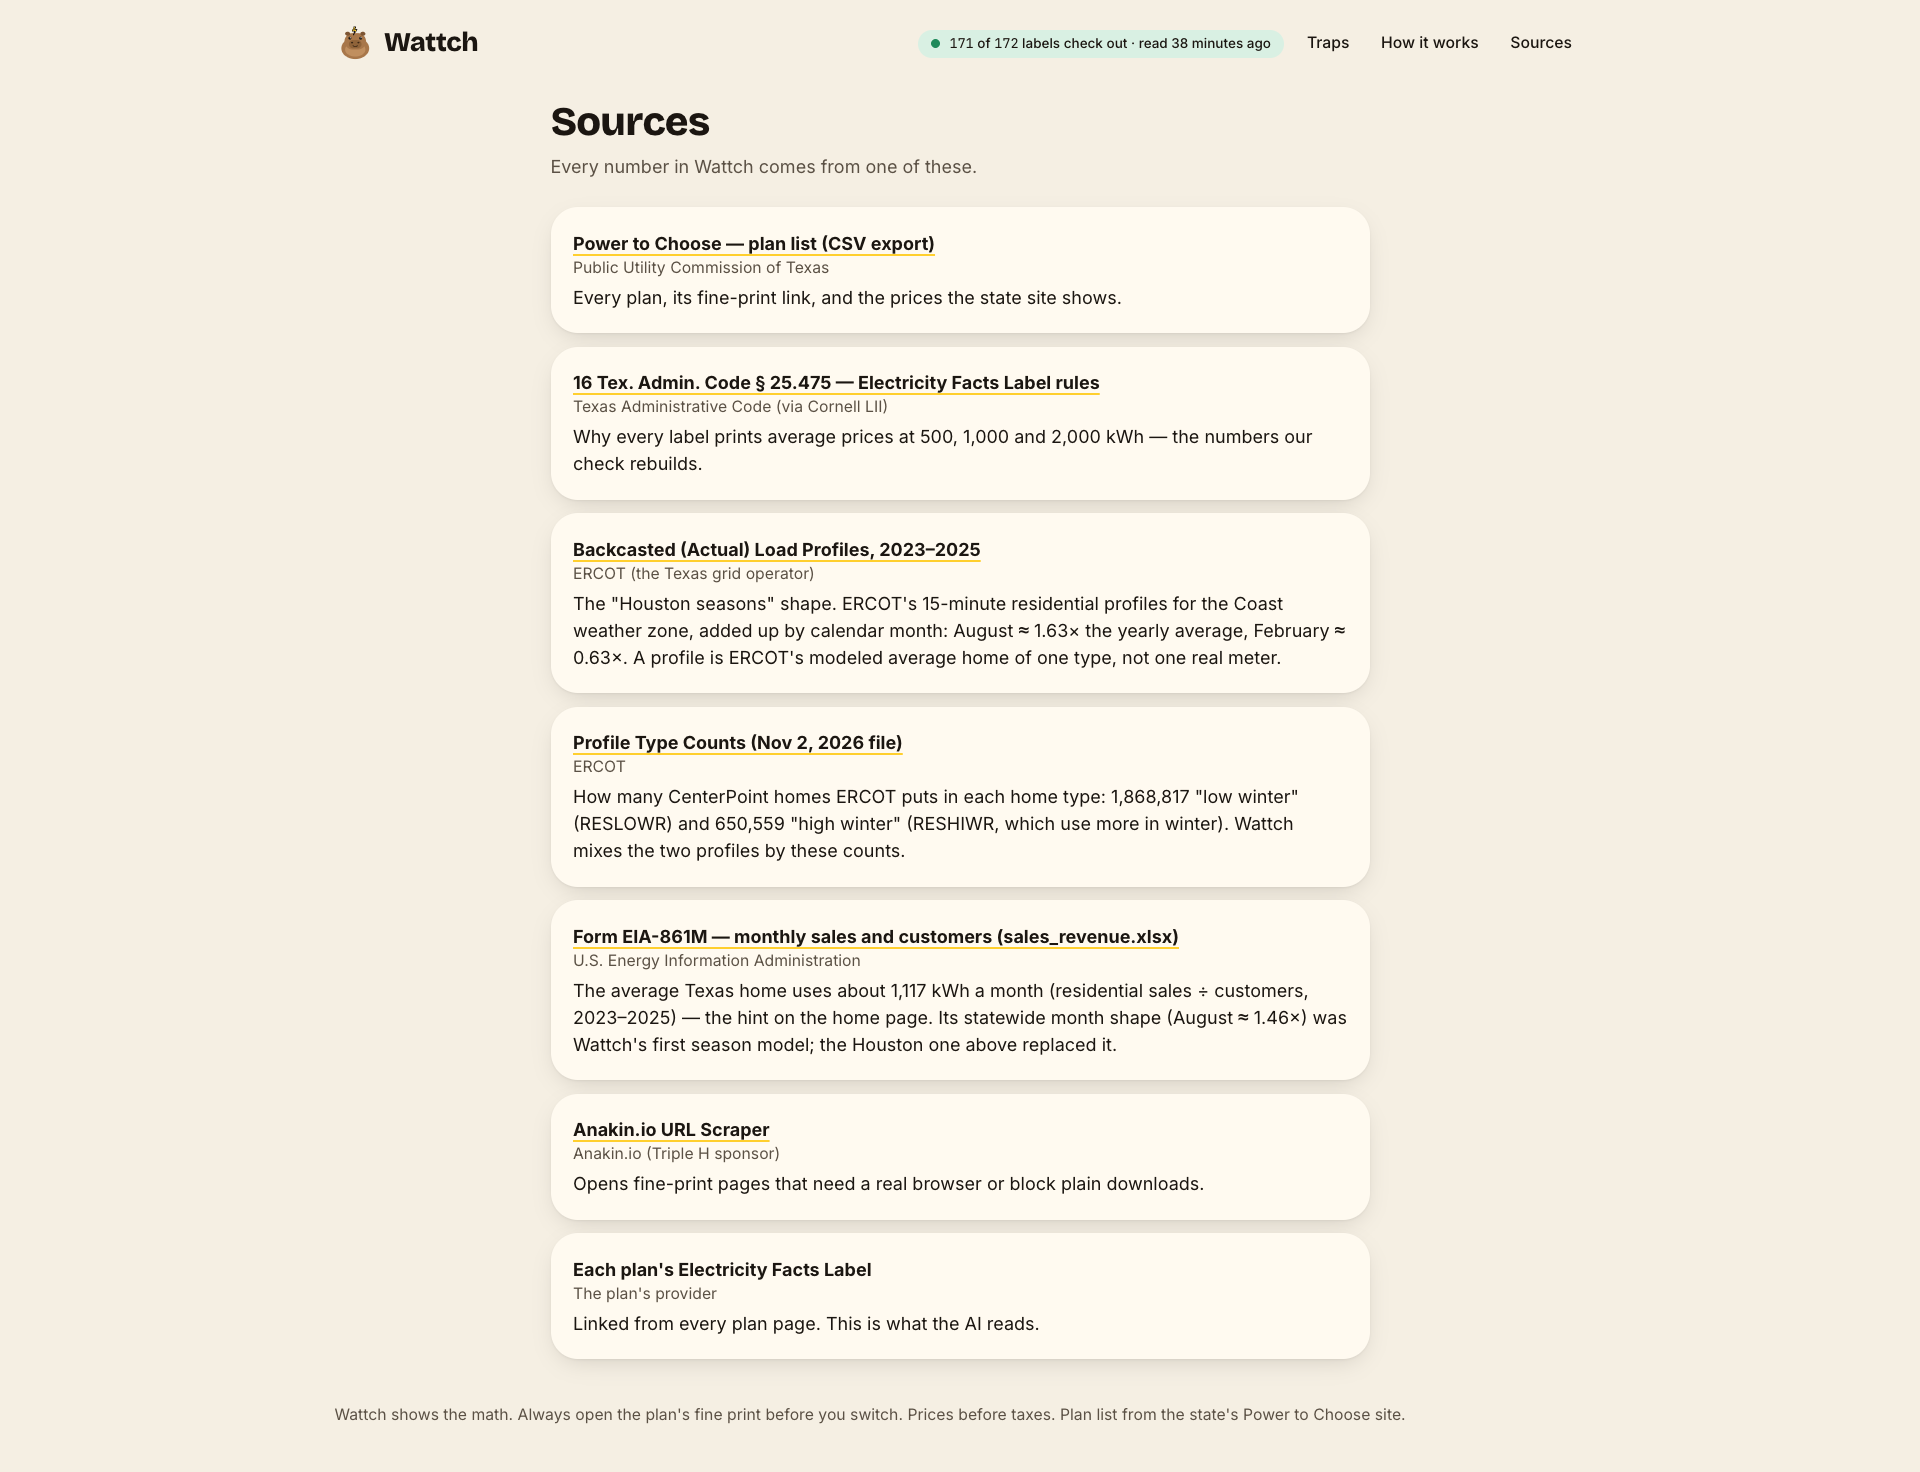 Wattch
171 of 172 labels check out · read 38 minutes ago
Traps
How it works
Sources
Sources
Every number in Wattch comes from one of these.
Power to Choose — plan list (CSV export)
Public Utility Commission of Texas
Every plan, its fine-print link, and the prices the state site shows.
16 Tex. Admin. Code § 25.475 — Electricity Facts Label rules
Texas Administrative Code (via Cornell LII)
Why every label prints average prices at 500, 1,000 and 2,000 kWh — the numbers our
check rebuilds.
Backcasted (Actual) Load Profiles, 2023–2025
ERCOT (the Texas grid operator)
The "Houston seasons" shape. ERCOT's 15-minute residential profiles for the Coast
weather zone, added up by calendar month: August ≈ 1.63× the yearly average, February ≈
0.63×. A profile is ERCOT's modeled average home of one type, not one real meter.
Profile Type Counts (Nov 2, 2026 file)
ERCOT
How many CenterPoint homes ERCOT puts in each home type: 1,868,817 "low winter"
(RESLOWR) and 650,559 "high winter" (RESHIWR, which use more in winter). Wattch
mixes the two profiles by these counts.
Form EIA-861M — monthly sales and customers (sales_revenue.xlsx)
U.S. Energy Information Administration
The average Texas home uses about 1,117 kWh a month (residential sales ÷ customers,
2023–2025) — the hint on the home page. Its statewide month shape (August ≈ 1.46×) was
Wattch's first season model; the Houston one above replaced it.
Anakin.io URL Scraper
Anakin.io (Triple H sponsor)
Opens fine-print pages that need a real browser or block plain downloads.
Each plan's Electricity Facts Label
The plan's provider
Linked from every plan page. This is what the AI reads.
Wattch shows the math. Always open the plan's fine print before you switch. Prices before taxes. Plan list from the state's Power to Choose site.